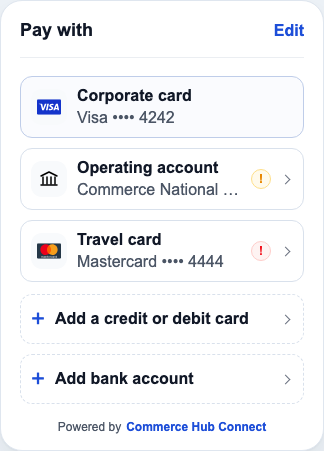 Pay with
Edit
VISA
Corporate card
Visa •••• 4242
Operating account
Commerce National …
!
Travel card
Mastercard •••• 4444
!
+ Add a credit or debit card
+ Add bank account
Powered by Commerce Hub Connect